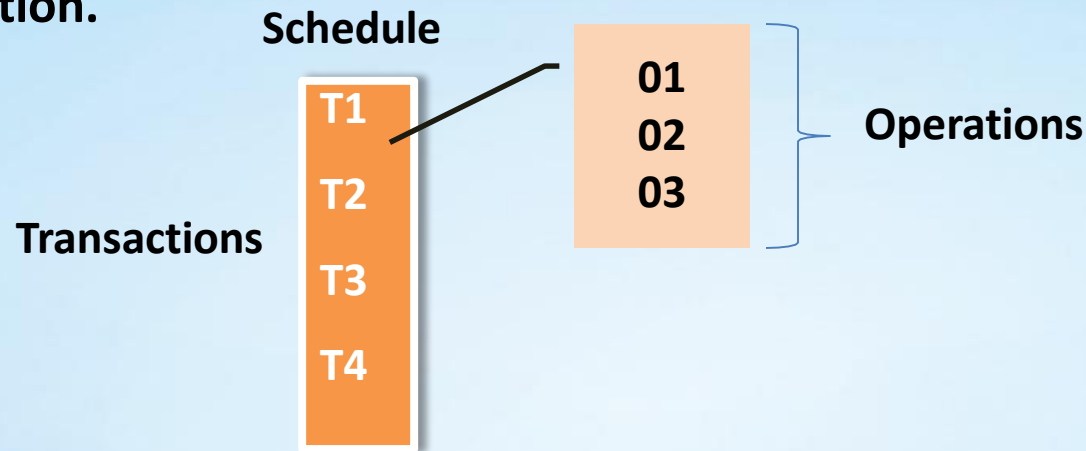 tion.
Schedule
T1
T2
T3
T4
Transactions
01
02
03
Operations